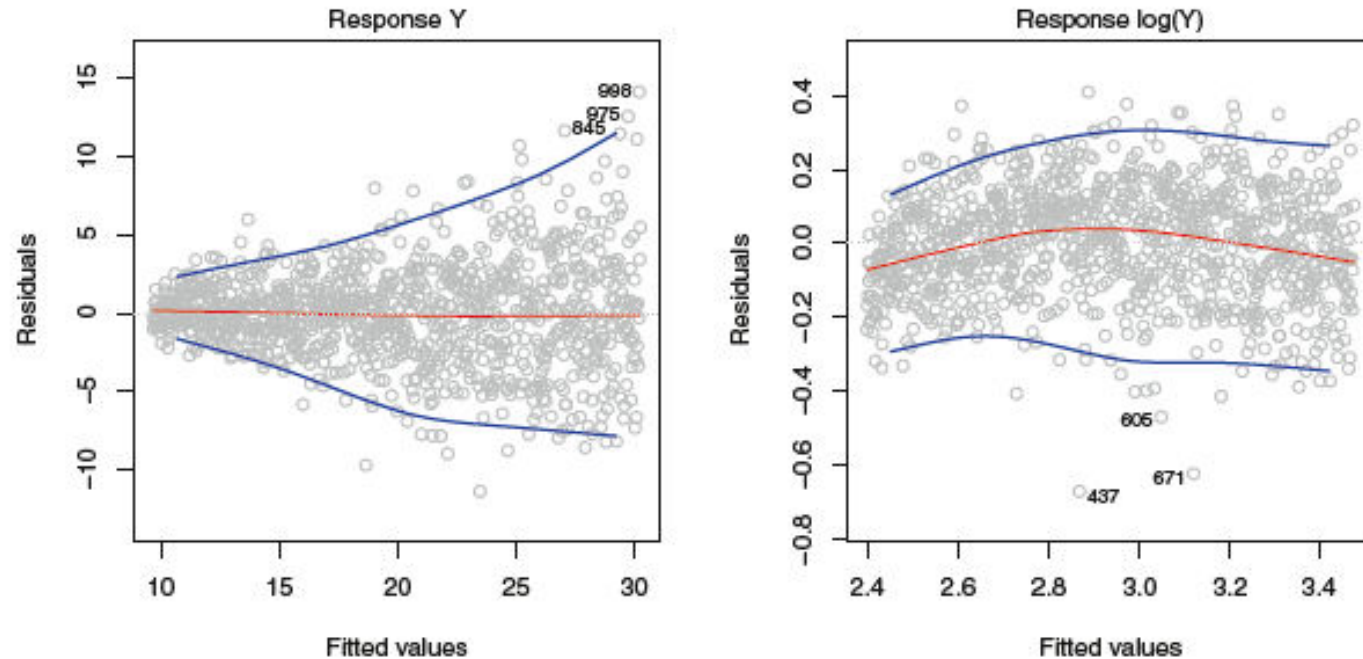 Response Y
998
975
845
15
10
5
0
−5
−10
Residuals
10 15 20 25 30
Fitted values
Response log(Y)
0.4
0.2
0.0
−0.2
−0.4
−0.6
−0.8
Residuals
605
671
437
2.4 2.6 2.8 3.0 3.2 3.4
Fitted values